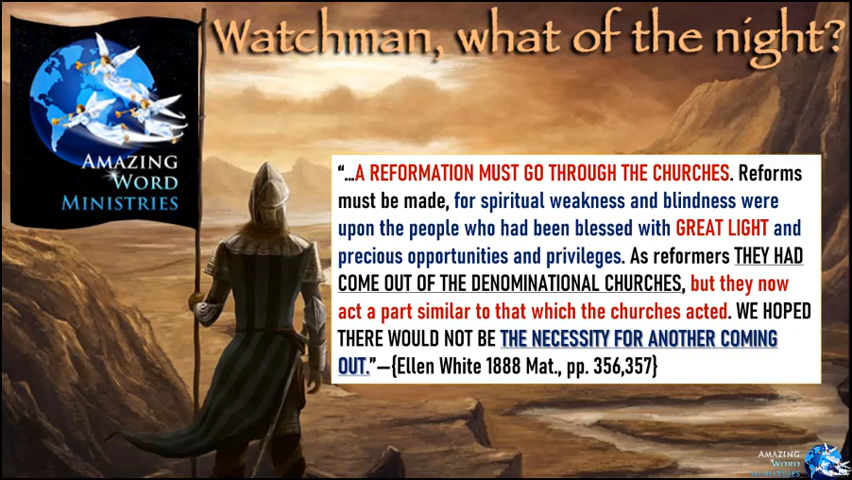 Watchman, what of the night?
AMAZING
WORD
MINISTRIES
“...A REFORMATION MUST GO THROUGH THE CHURCHES. Reforms
must be made, for spiritual weakness and blindness were
upon the people who had been blessed with GREAT LIGHT and
precious opportunities and privileges. As reformers THEY HAD
COME OUT OF THE DENOMINATIONAL CHURCHES, but they now
act a part similar to that which the churches acted. WE HOPED
THERE WOULD NOT BE THE NECESSITY FOR ANOTHER COMING
OUT.”—{Ellen White 1888 Mat., pp. 356,357}
AMAZING
WORD
MINISTRIES